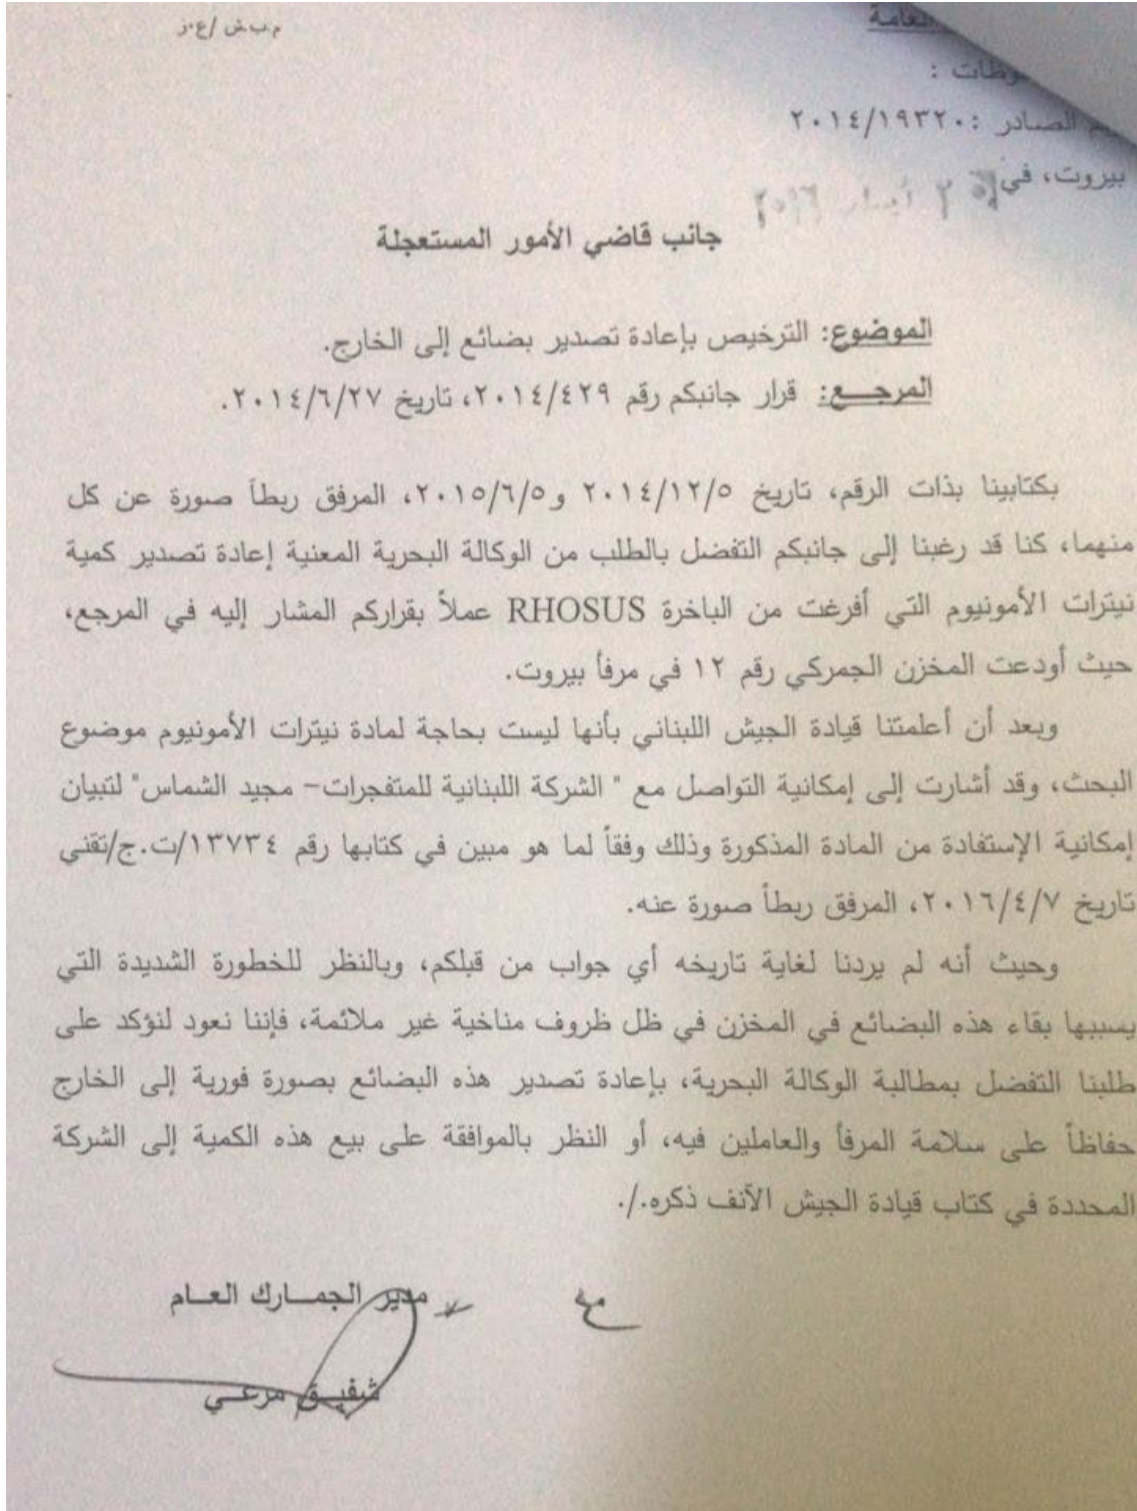 م.ب.ش /ع.ز
العامة
الصادر : ٢٠١٤/١٩٣٢٠
بيروت، في
جانب قاضي الأمور المستعجلة
الموضوع: الترخيص بإعادة تصدير بضائع إلى الخارج.
المرجـــع: قرار جانبكم رقم ٢٠١٤/٤٢٩، تاريخ ٢٠١٤/٦/٢٧.
بكتابينا بذات الرقم، تاريخ ٢٠١٤/١٢/٥ و٢٠١٥/٦/٥، المرفق ربطاً صورة عن كل
منهما، كنا قد رغبنا إلى جانبكم التفضل بالطلب من الوكالة البحرية المعنية إعادة تصدير كمية
نيترات الأمونيوم التي أفرغت من الباخرة RHOSUS عملاً بقراركم المشار إليه في المرجع،
حيث أودعت المخزن الجمركي رقم ١٢ في مرفأ بيروت.
وبعد أن أعلمتنا قيادة الجيش اللبناني بأنها ليست بحاجة لمادة نيترات الأمونيوم موضوع
البحث، وقد أشارت إلى إمكانية التواصل مع " الشركة اللبنانية للمتفجرات– مجيد الشماس" لتبيان
إمكانية الإستفادة من المادة المذكورة وذلك وفقاً لما هو مبين في كتابها رقم ١٣٧٣٤/ت.ج/تقني
تاريخ ٢٠١٦/٤/٧، المرفق ربطاً صورة عنه.
وحيث أنه لم يردنا لغاية تاريخه أي جواب من قبلكم، وبالنظر للخطورة الشديدة التي
يسببها بقاء هذه البضائع في المخزن في ظل ظروف مناخية غير ملائمة، فإننا نعود لنؤكد على
طلبنا التفضل بمطالبة الوكالة البحرية، بإعادة تصدير هذه البضائع بصورة فورية إلى الخارج
حفاظاً على سلامة المرفأ والعاملين فيه، أو النظر بالموافقة على بيع هذه الكمية إلى الشركة
المحددة في كتاب قيادة الجيش الآنف ذكره./.
مدير الجمــارك العـام
شفيــق مرعــي